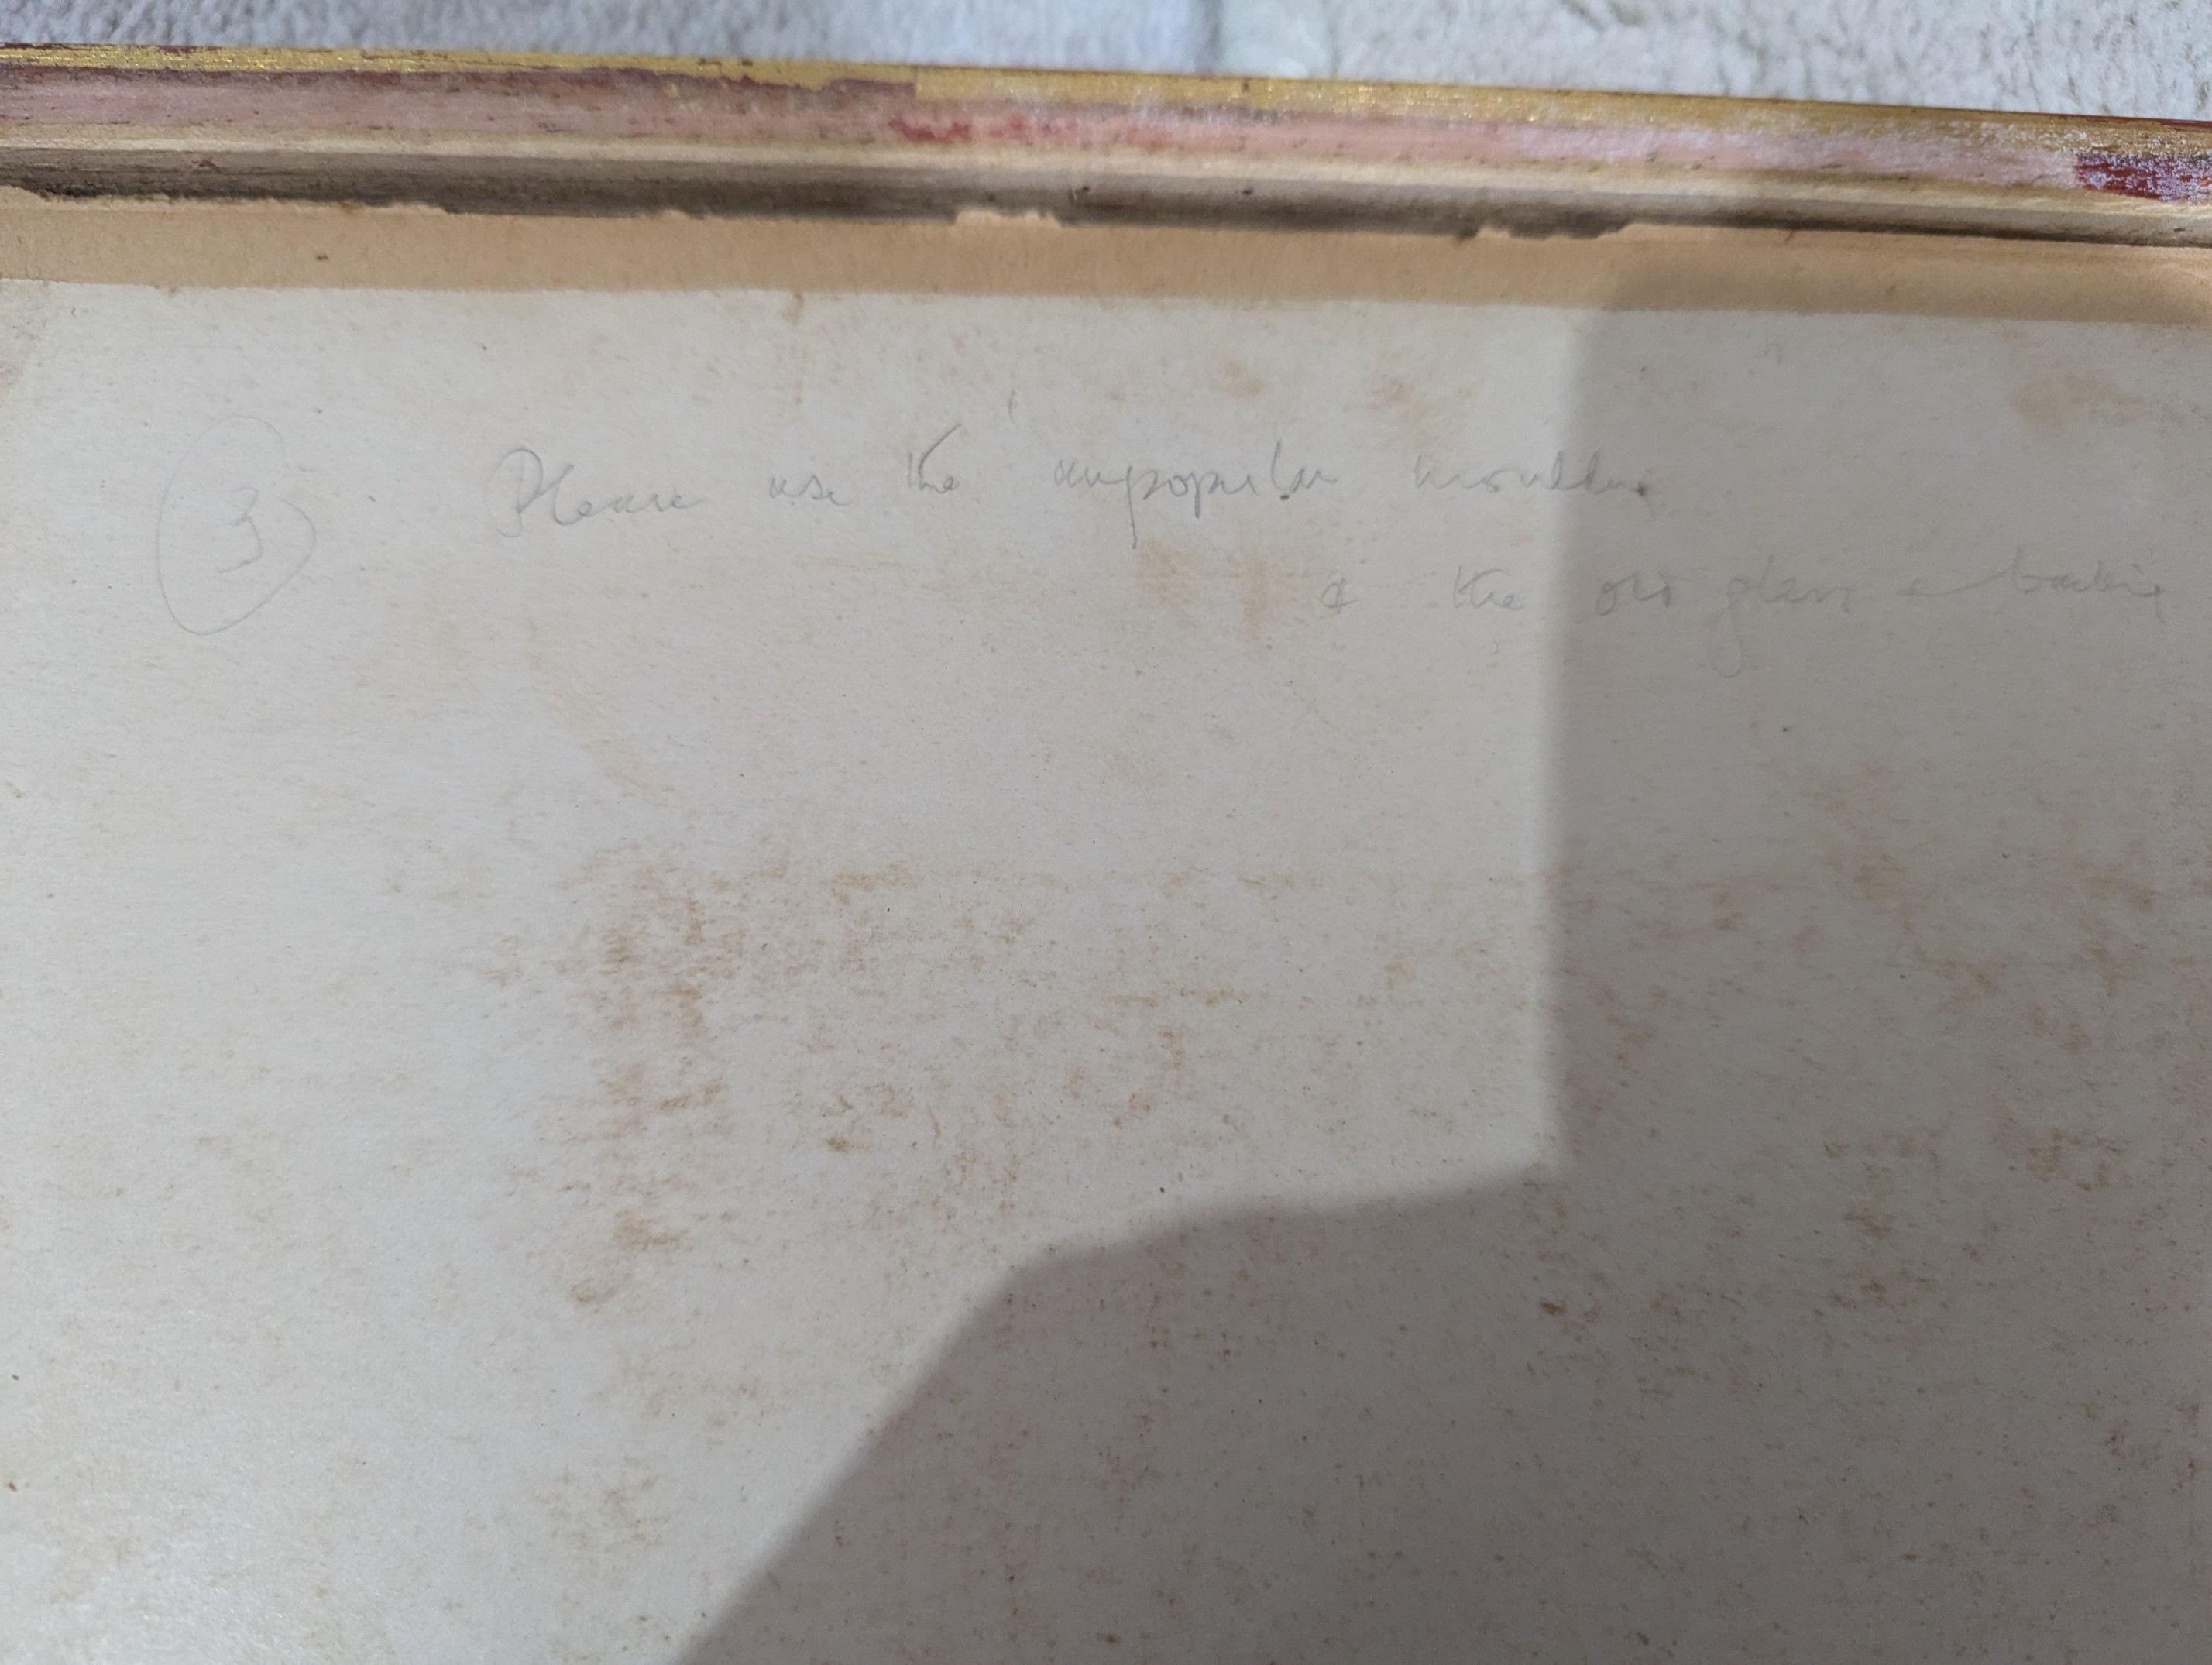 ③. Please use the unpopular moulding
& the old glass + backing